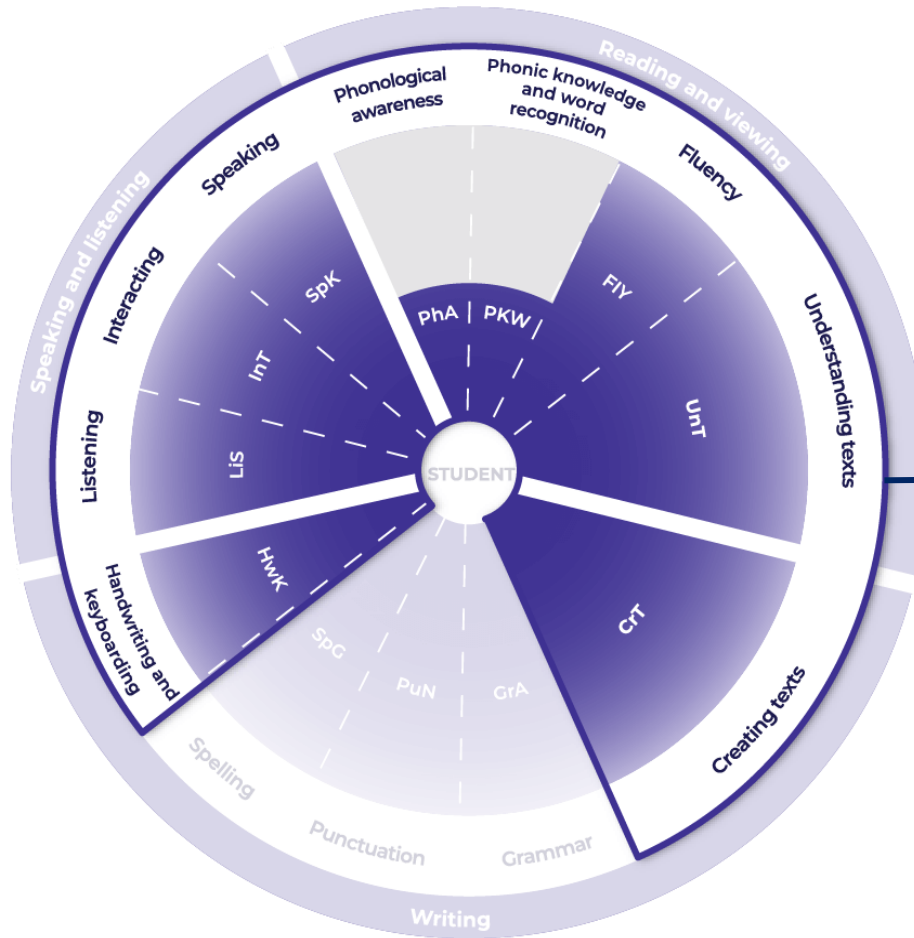 Reading and viewing
Phonological
awareness
Phonic knowledge
and word
recognition
Fluency
Understanding texts
Speaking and listening
Speaking
Interacting
Listening
Handwriting and
keyboarding
PhA
PKW
FlY
UnT
SpK
InT
LiS
HwK
STUDENT
CrT
SpG
PuN
GrA
Creating texts
Spelling
Punctuation
Grammar
Writing